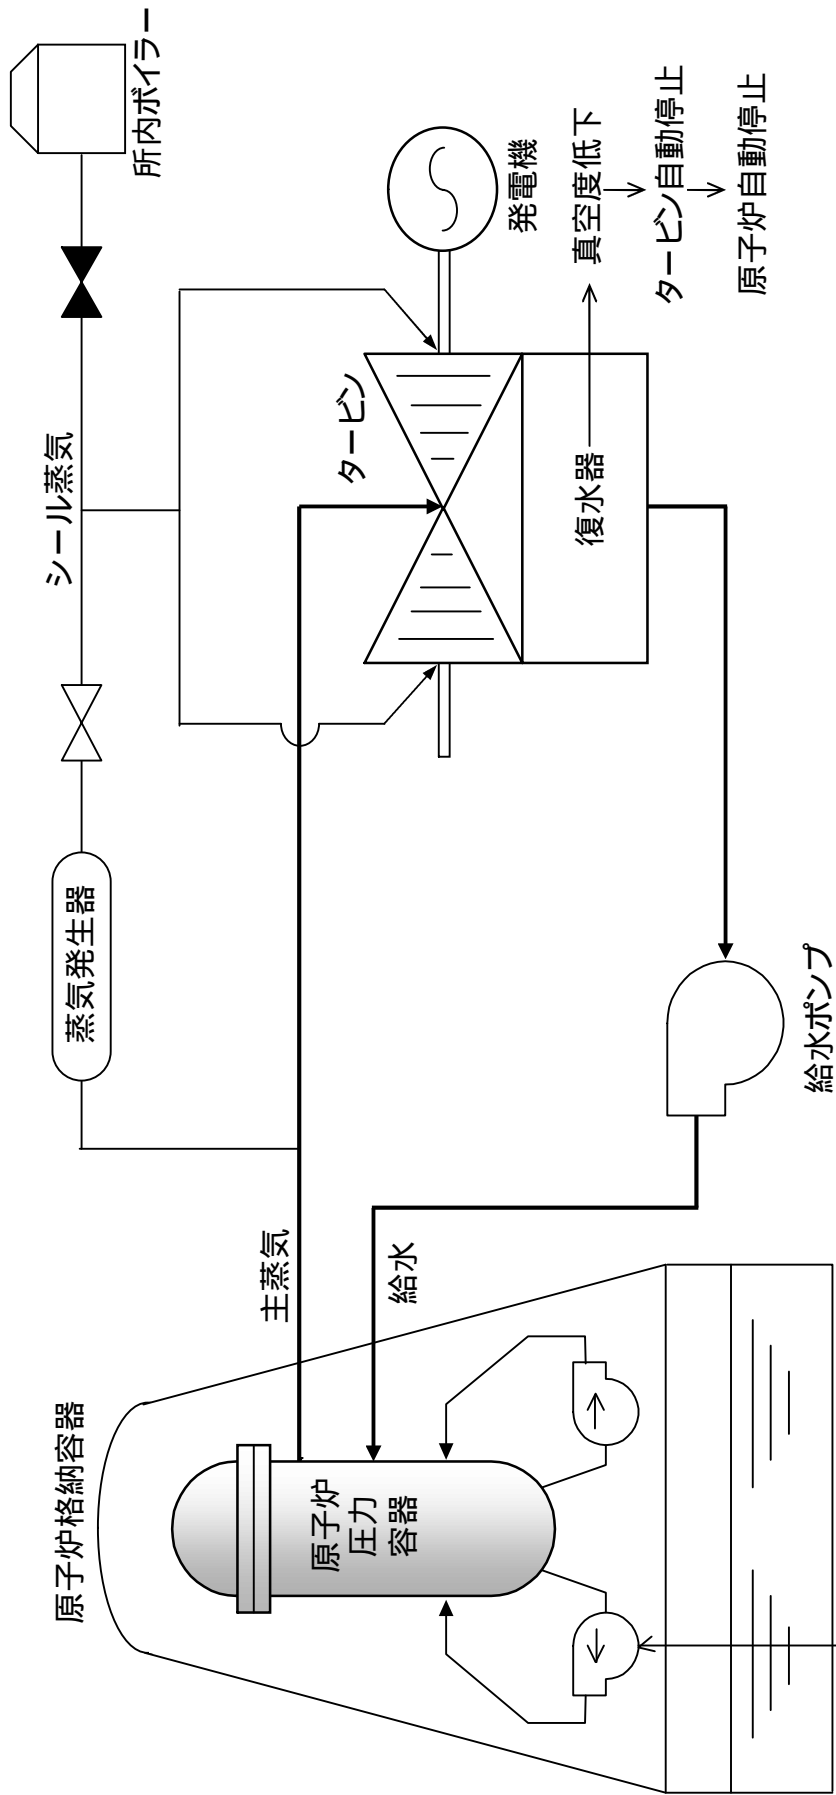 原子炉格納容器
原子炉
圧力
容器
主蒸気
給水
蒸気発生器
シール蒸気
所内ボイラー
タービン
発電機
復水器
真空度低下
タービン自動停止
原子炉自動停止
給水ポンプ